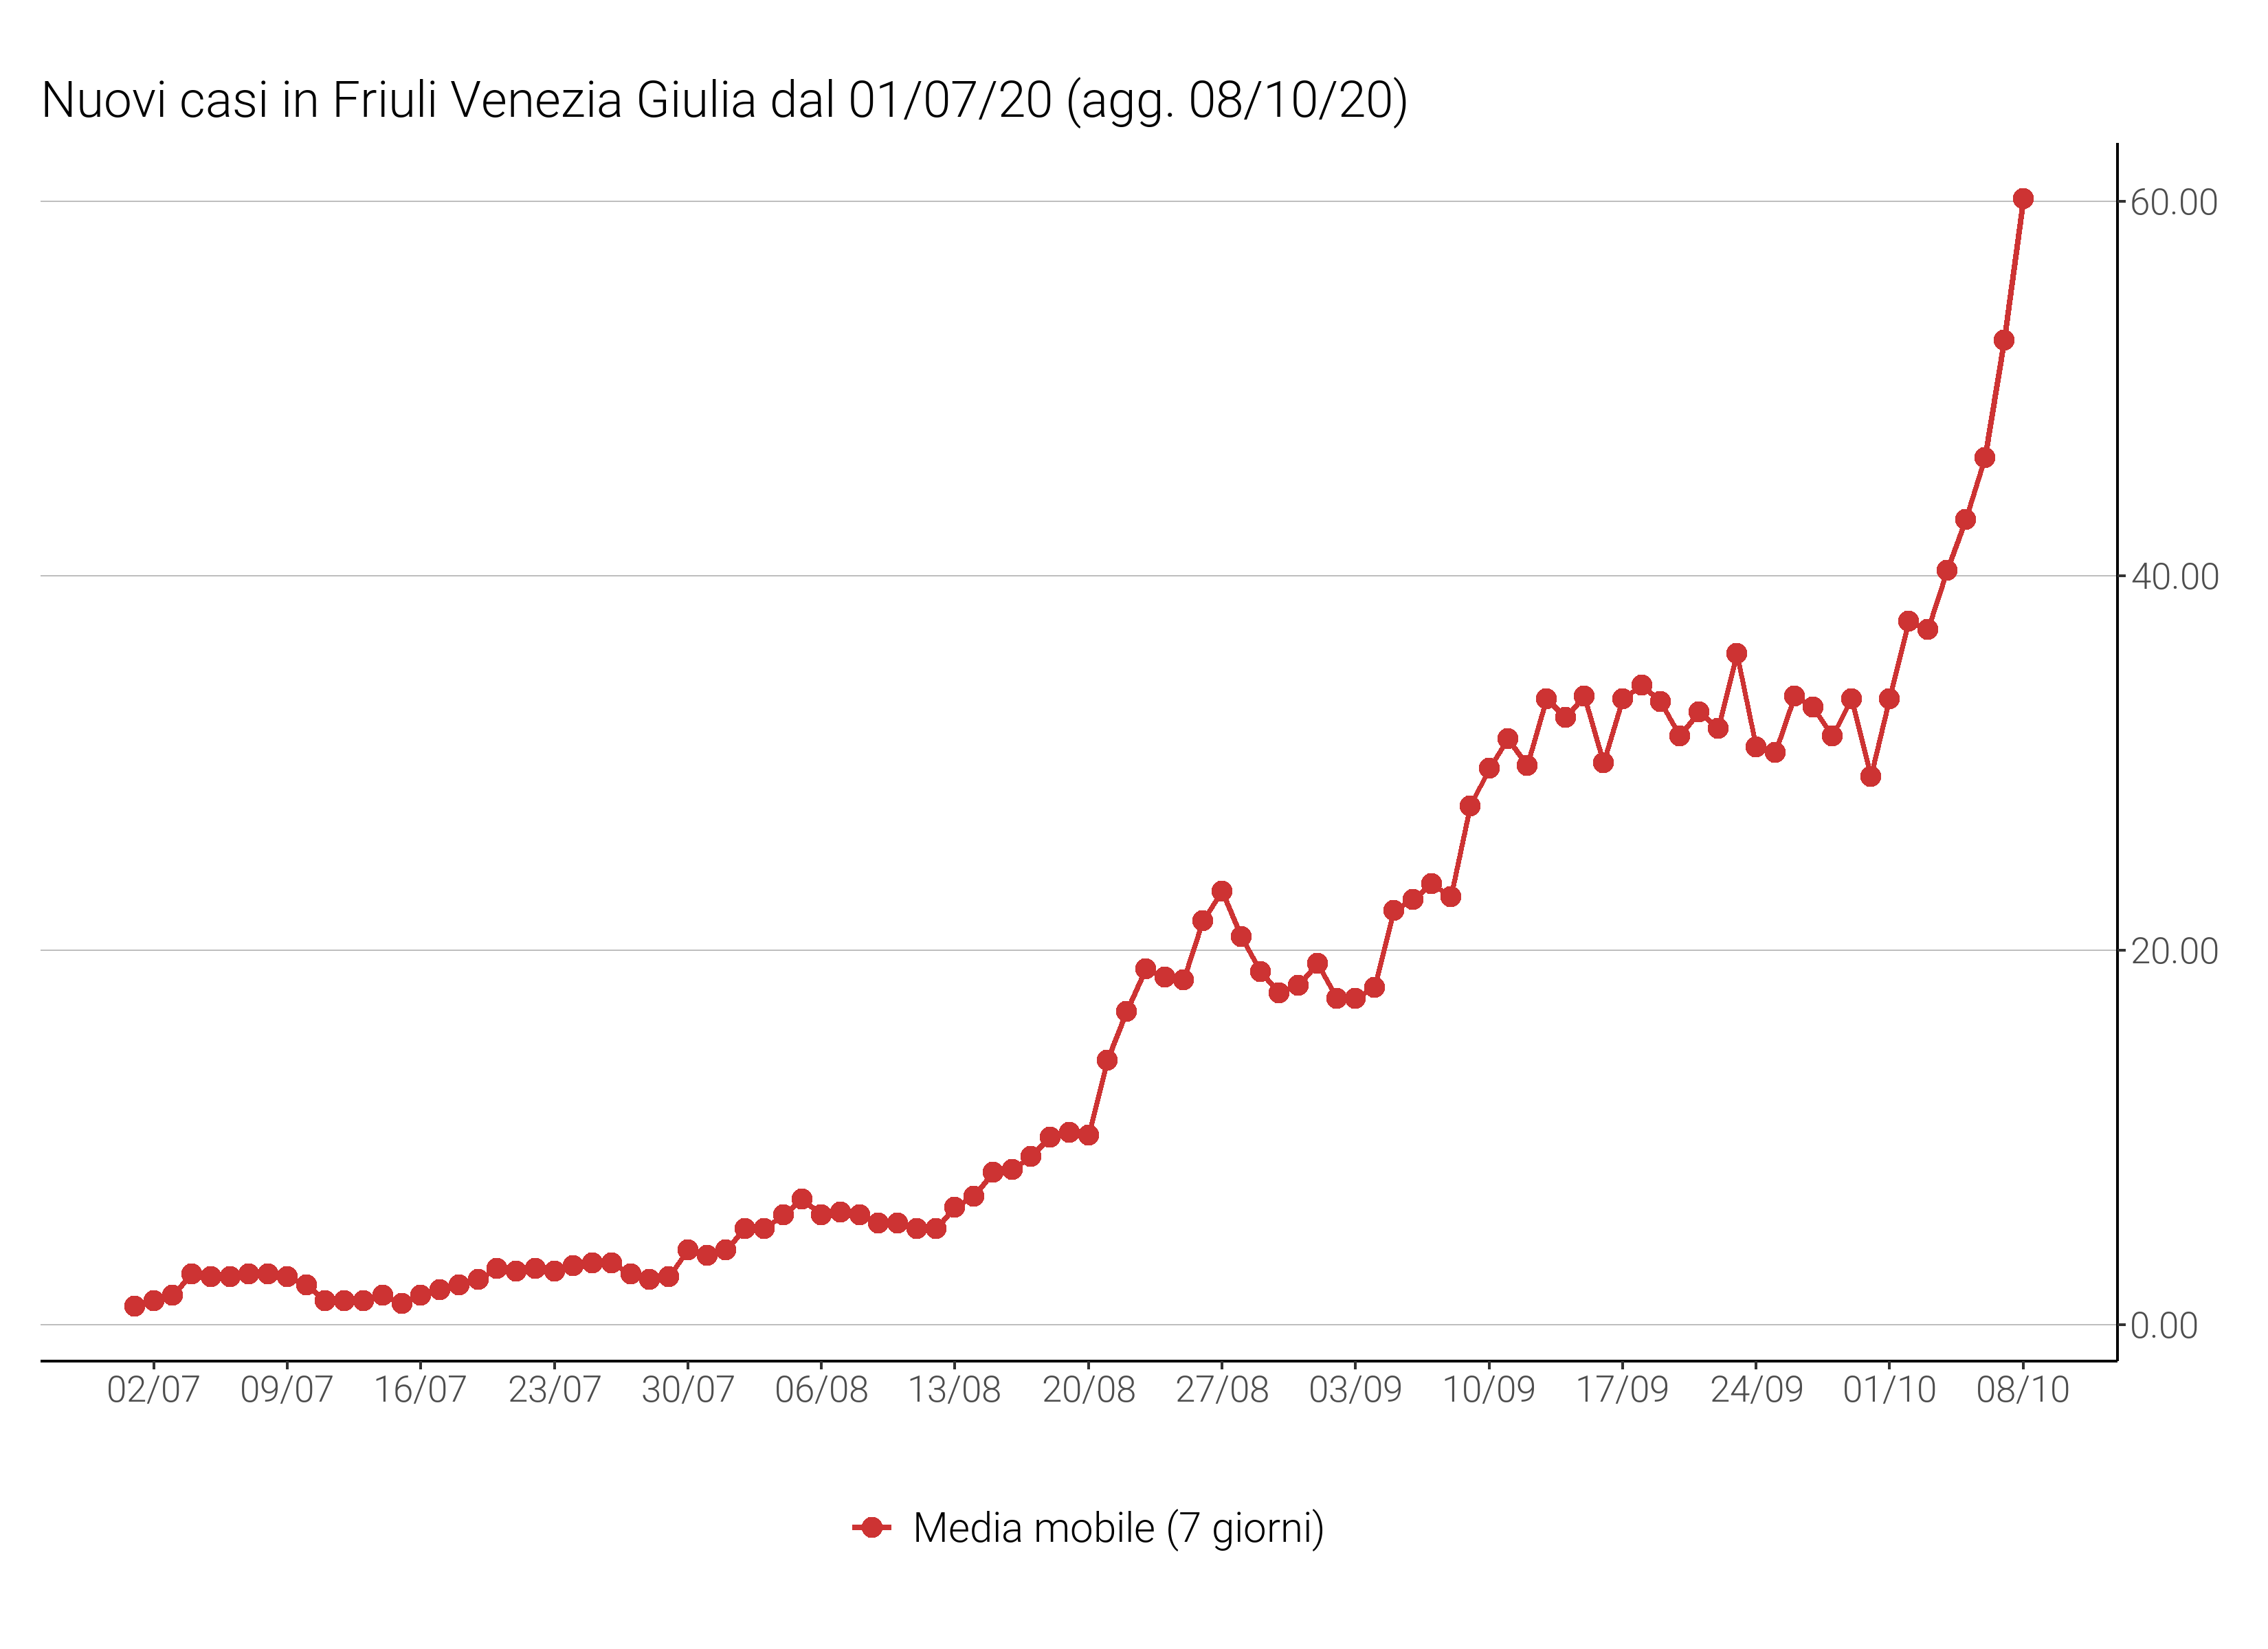 Nuovi casi in Friuli Venezia Giulia dal 01/07/20 (agg. 08/10/20)
60.00
40.00
20.00
0.00
02/07 09/07 16/07 23/07 30/07 06/08 13/08 20/08 27/08 03/09 10/09 17/09 24/09 01/10 08/10
Media mobile (7 giorni)